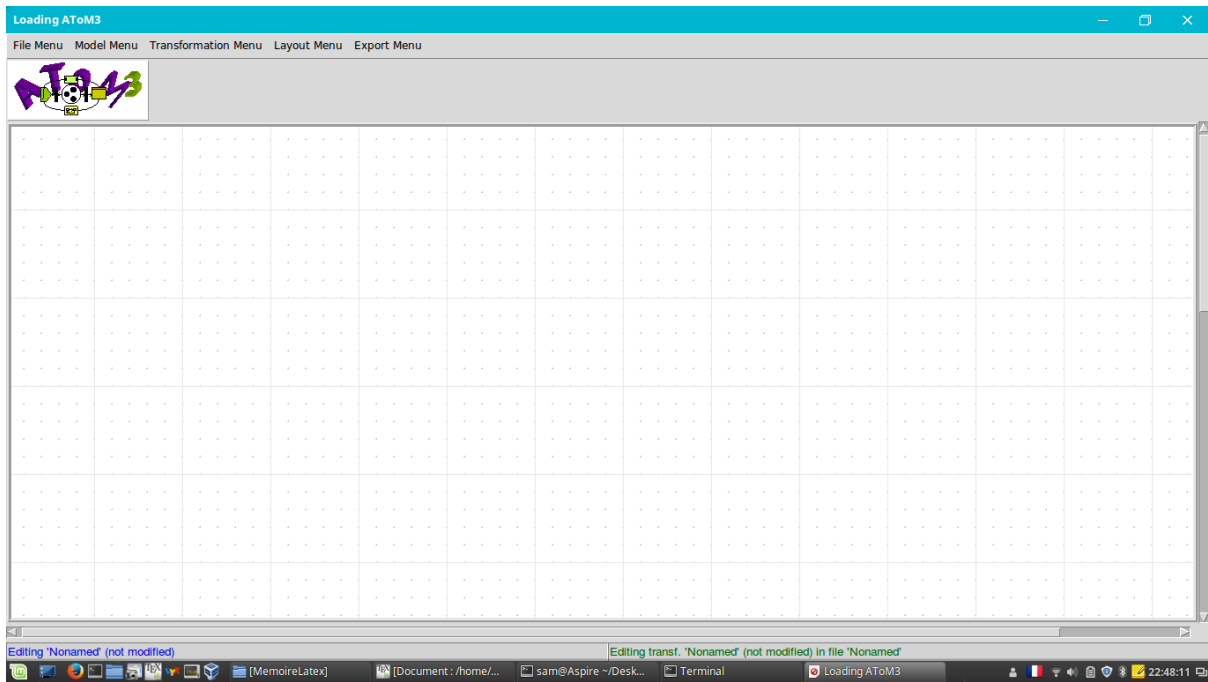 Loading AToM3
File Menu Model Menu Transformation Menu Layout Menu Export Menu
AToM3
Editing 'Nonamed' (not modified) Editing transf. 'Nonamed' (not modified) in file 'Nonamed'
[MemoireLatex] [Document : /home/... sam@Aspire ~/Desk... Terminal Loading AToM3 22:48:11